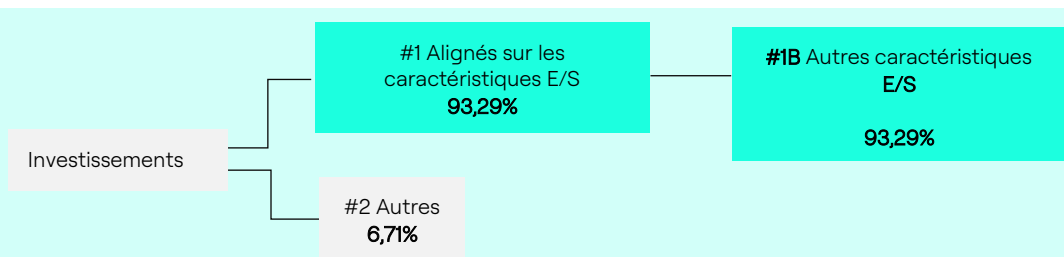 #1 Alignés sur les
caractéristiques E/S
93,29%
#1B Autres caractéristiques
E/S
93,29%
Investissements
#2 Autres
6,71%